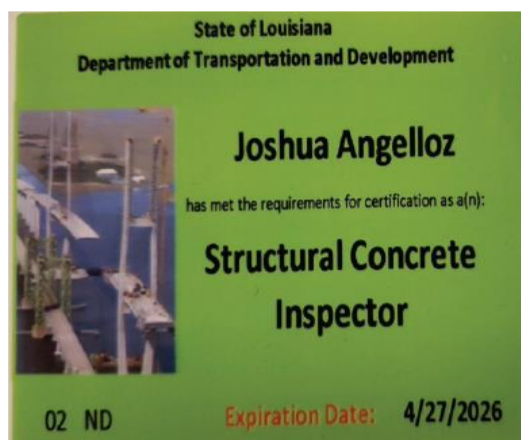 State of Louisiana
Department of Transportation and Development
Joshua Angelloz
has met the requirements for certification as a(n):
Structural Concrete
Inspector
02 ND Expiration Date: 4/27/2026